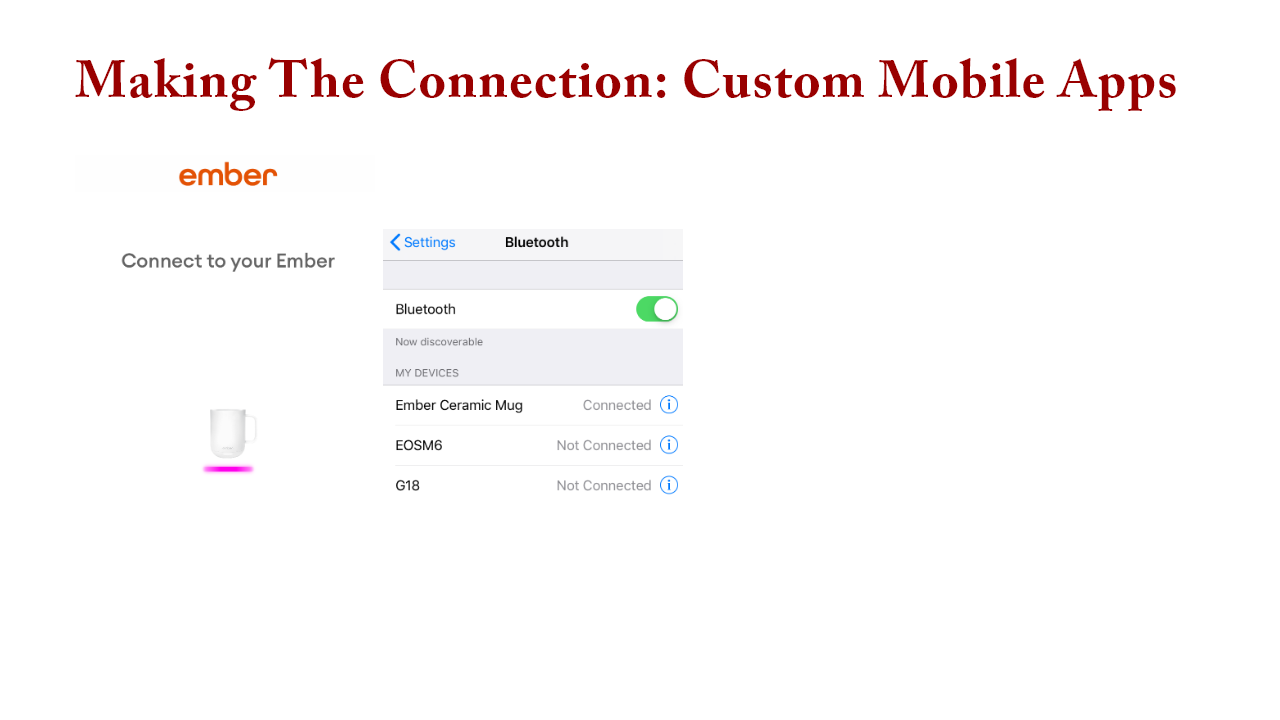 Making The Connection: Custom Mobile Apps
ember
Connect to your Ember
Settings Bluetooth
Bluetooth
Now discoverable
MY DEVICES
Ember Ceramic Mug Connected
EOSM6 Not Connected
G18 Not Connected